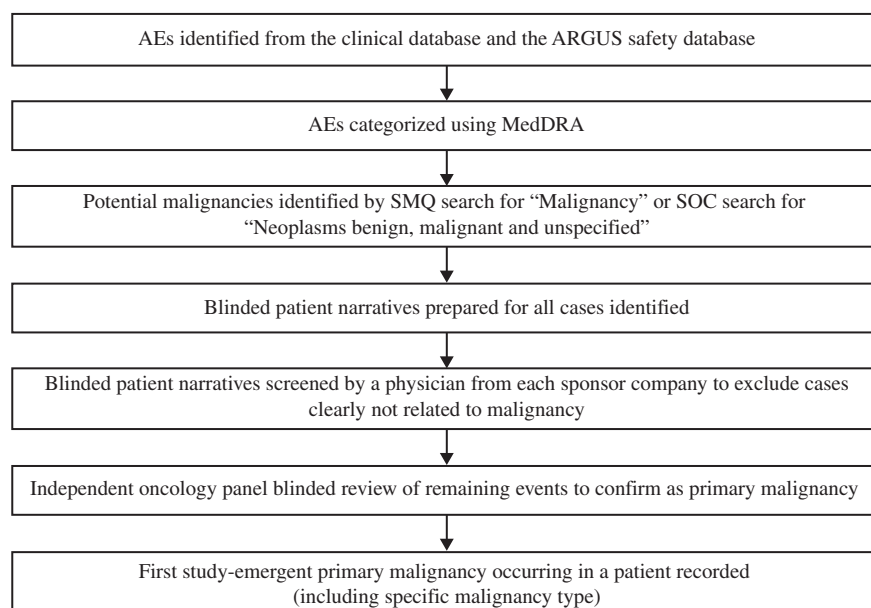 AEs identified from the clinical database and the ARGUS safety database
AEs categorized using MedDRA
Potential malignancies identified by SMQ search for “Malignancy” or SOC search for
“Neoplasms benign, malignant and unspecified”
Blinded patient narratives prepared for all cases identified
Blinded patient narratives screened by a physician from each sponsor company to exclude cases
clearly not related to malignancy
Independent oncology panel blinded review of remaining events to confirm as primary malignancy
First study-emergent primary malignancy occurring in a patient recorded
(including specific malignancy type)